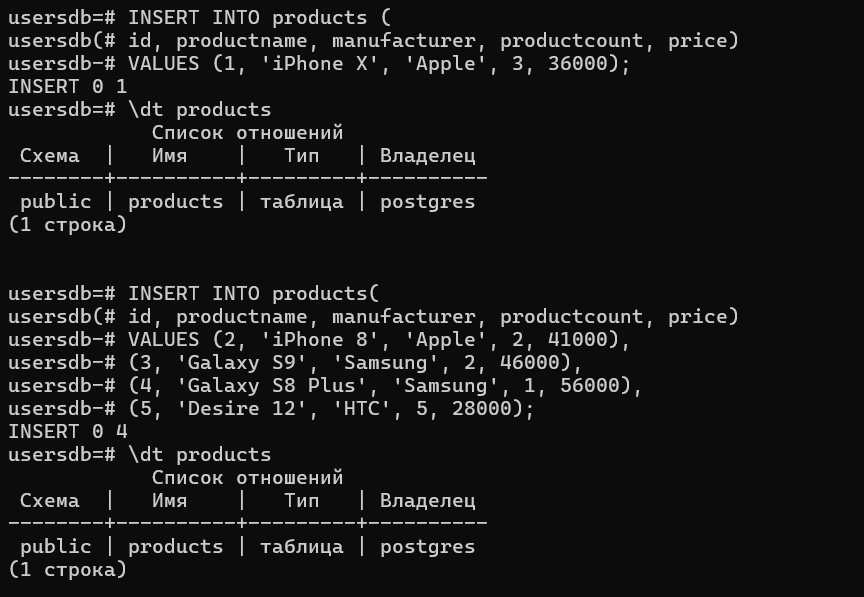 usersdb=# INSERT INTO products (
usersdb(# id, productname, manufacturer, productcount, price)
usersdb-# VALUES (1, 'iPhone X', 'Apple', 3, 36000);
INSERT 0 1
usersdb=# \dt products
            Список отношений
 Схема  |   Имя    |   Тип   | Владелец
--------+----------+---------+----------
 public | products | таблица | postgres
(1 строка)
usersdb=# INSERT INTO products(
usersdb(# id, productname, manufacturer, productcount, price)
usersdb-# VALUES (2, 'iPhone 8', 'Apple', 2, 41000),
usersdb-# (3, 'Galaxy S9', 'Samsung', 2, 46000),
usersdb-# (4, 'Galaxy S8 Plus', 'Samsung', 1, 56000),
usersdb-# (5, 'Desire 12', 'HTC', 5, 28000);
INSERT 0 4
usersdb=# \dt products
            Список отношений
 Схема  |   Имя    |   Тип   | Владелец
--------+----------+---------+----------
 public | products | таблица | postgres
(1 строка)